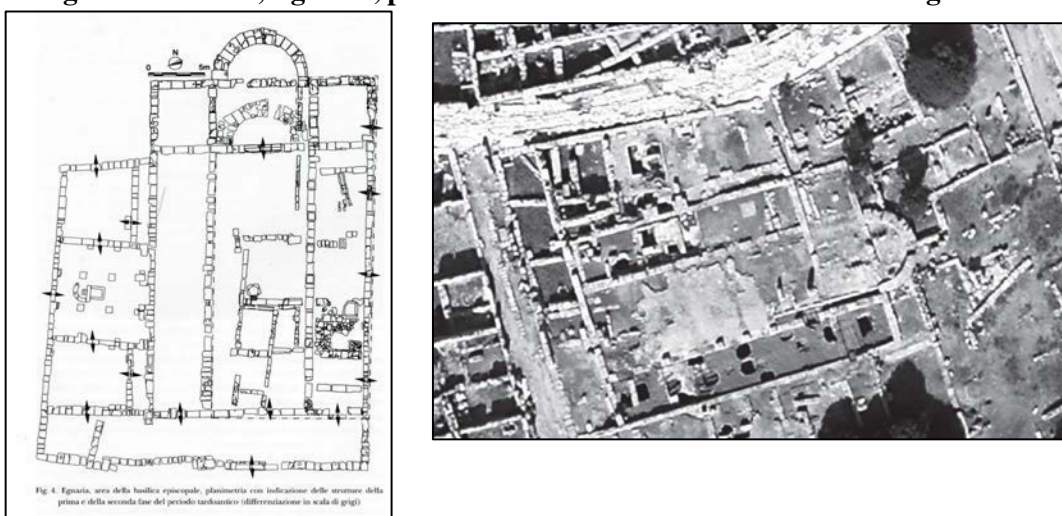 N
0 5m
Fig. 4. Egnazia, area della basilica episcopale, planimetria con indicazione delle strutture della
prima e della seconda fase del periodo tardoantico (differenziazione in scala di grigi)